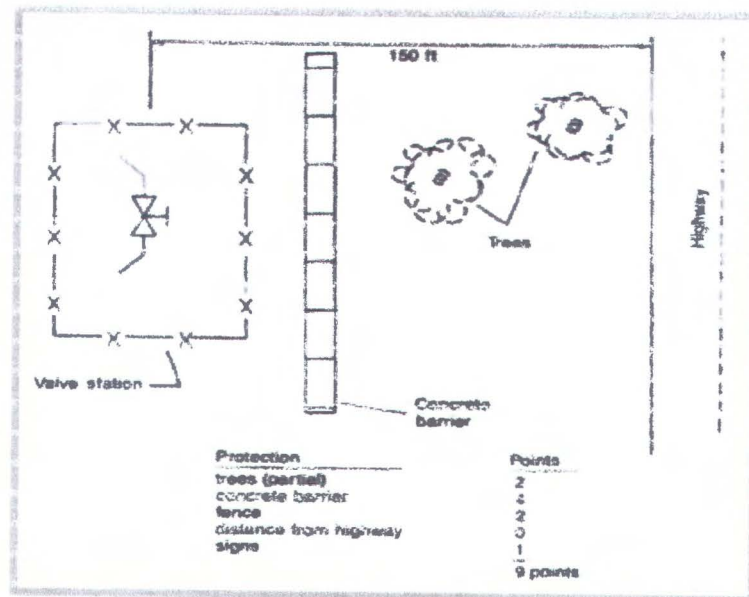 150 ft
Trees
Highway
Valve station
Concrete
barrier
Protection Points
trees (partial) 2
concrete barrier 4
fence 2
distance from highway 0
signs 1
9 points